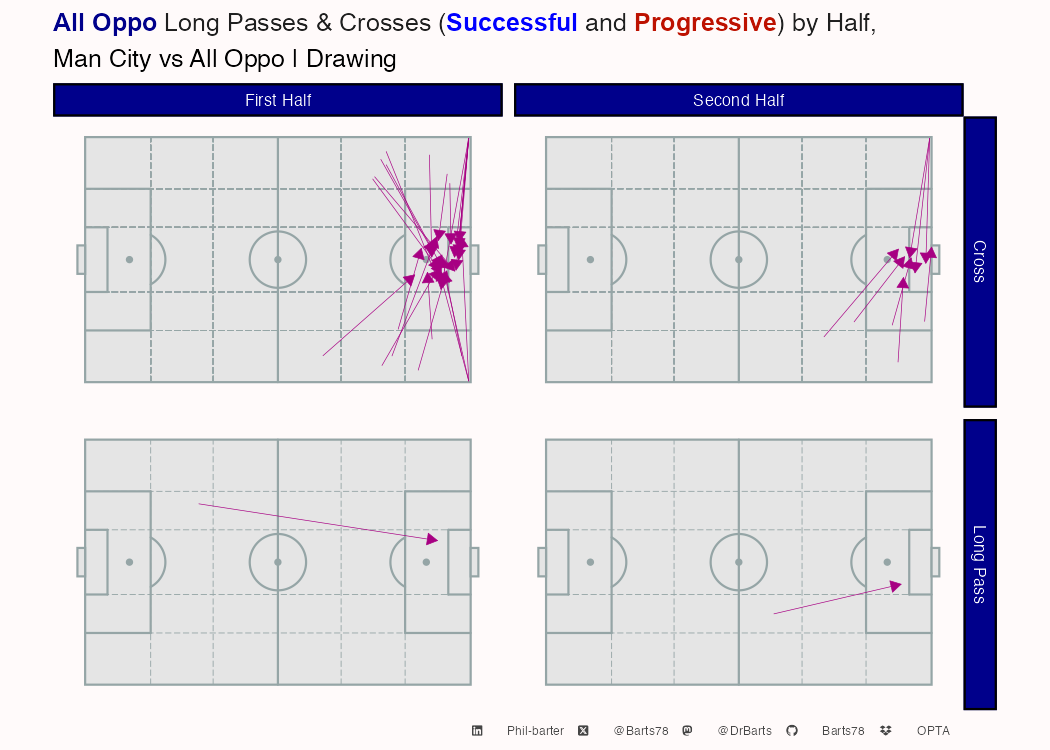 All Oppo Long Passes & Crosses (Successful and Progressive) by Half,
Man City vs All Oppo | Drawing
First Half
Second Half
Cross
Long Pass
Phil-barter @Barts78 @DrBarts Barts78 OPTA